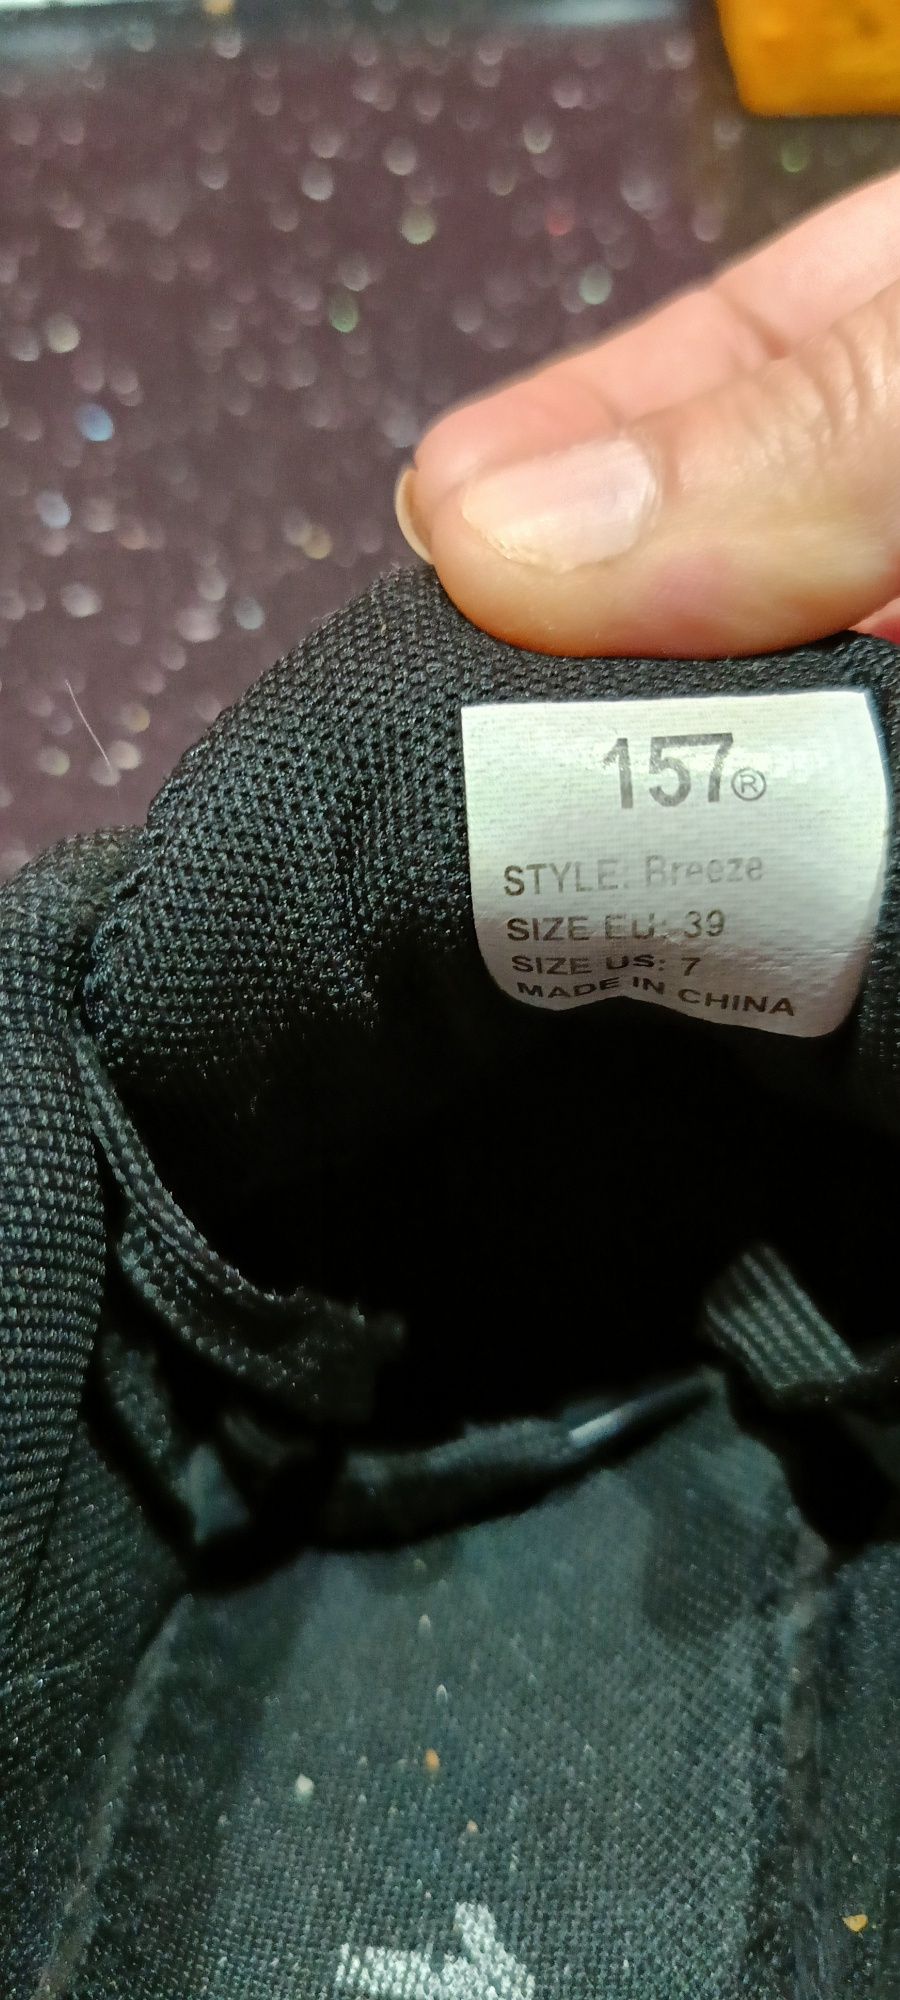 157®
STYLE: Breeze
SIZE EU: 39
SIZE US: 7
MADE IN CHINA